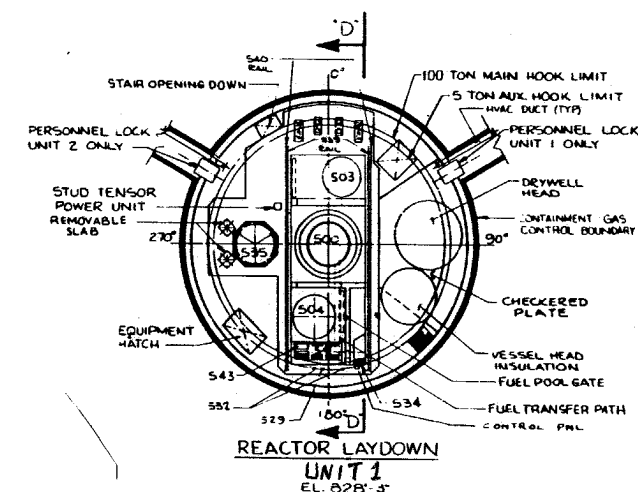 "D"
540
RAIL
C'
STAIR OPENING DOWN
100 TON MAIN HOOK LIMIT
5 TON AUX. HOOK LIMIT
HVAC DUCT (TYP)
PERSONNEL LOCK
UNIT 2 ONLY
PERSONNEL LOCK
UNIT 1 ONLY
RAIL
503
STUD TENSOR
POWER UNIT
REMOVABLE
SLAB
DRYWELL
HEAD
CONTAINMENT GAS
CONTROL BOUNDARY
270°
535
500
90°
504
CHECKERED
PLATE
EQUIPMENT
HATCH
VESSEL HEAD
INSULATION
543
FUEL POOL GATE
532
534
FUEL TRANSFER PATH
529
180°
"D"
CONTROL PNL
REACTOR LAYDOWN
UNIT 1
EL. 828'-3"